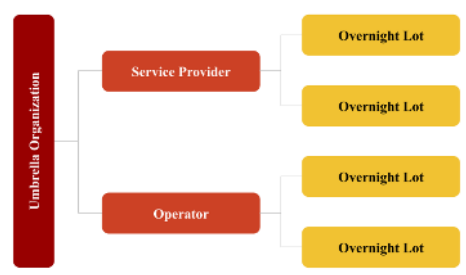 Umbrella Organization
Service Provider
Overnight Lot
Overnight Lot
Operator
Overnight Lot
Overnight Lot